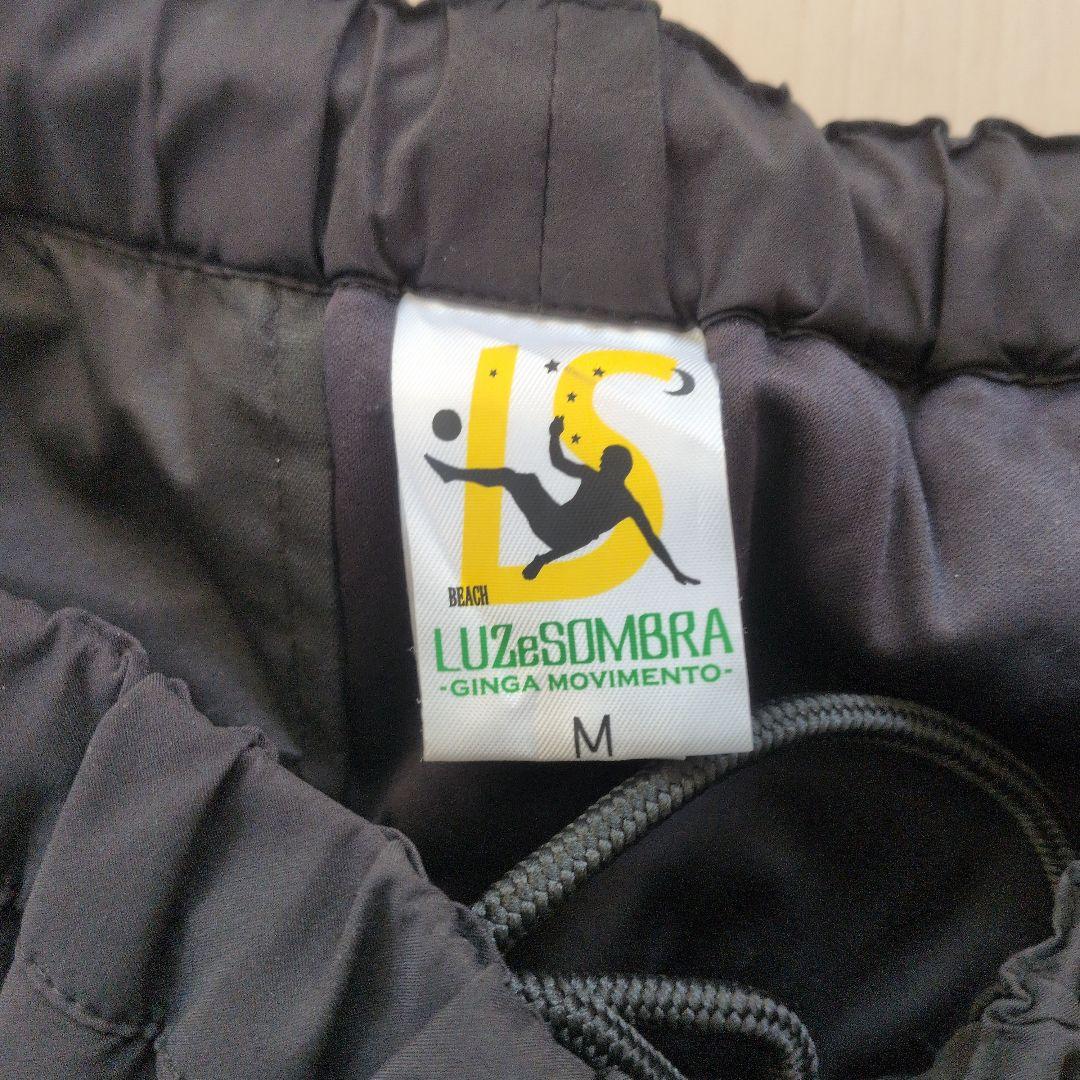 LS
BEACH
LUZeSOMBRA
-GINGA MOVIMENTO-
M